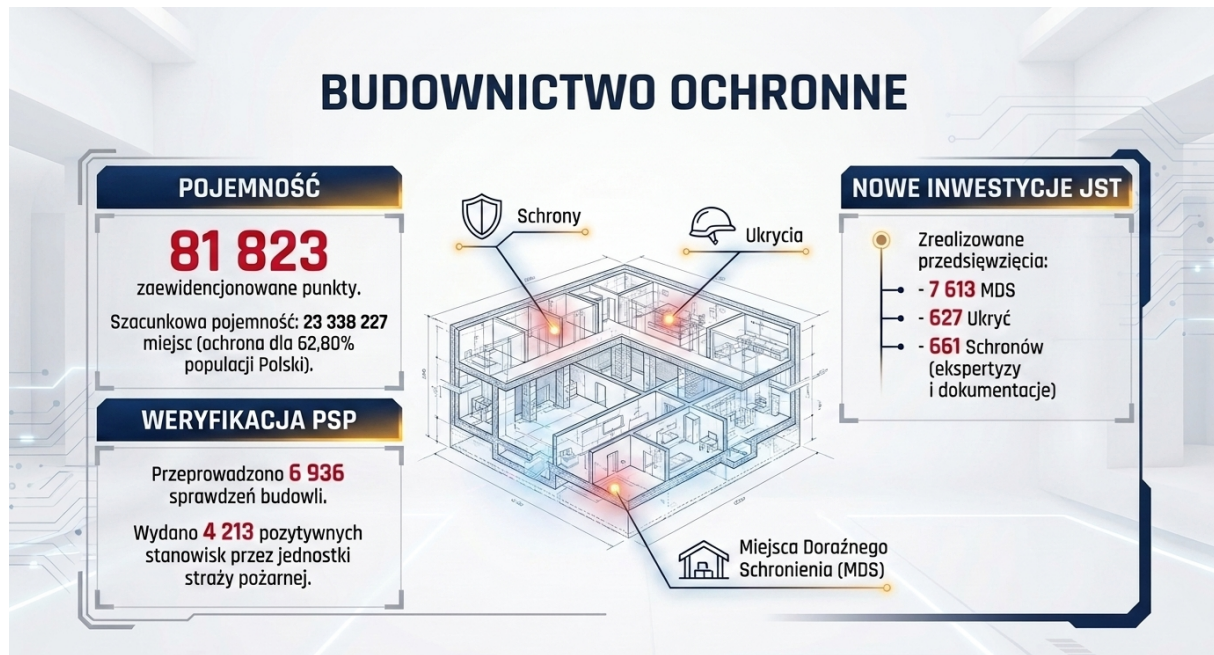 BUDOWNICTWO OCHRONNE
POJEMNOŚĆ
81 823
zaewidencjonowane punkty.
Szacunkowa pojemność: 23 338 227
miejsc (ochrona dla 62,80%
populacji Polski).
WERYFIKACJA PSP
Przeprowadzono 6 936
sprawdzeń budowli.
Wydano 4 213 pozytywnych
stanowisk przez jednostki
straży pożarnej.
Schrony
Ukrycia
Miejsca Doraźnego
Schronienia (MDS)
NOWE INWESTYCJE JST
Zrealizowane
przedsięwzięcia:
- 7 613 MDS
- 627 Ukryć
- 661 Schronów
(ekspertyzy
i dokumentacje)